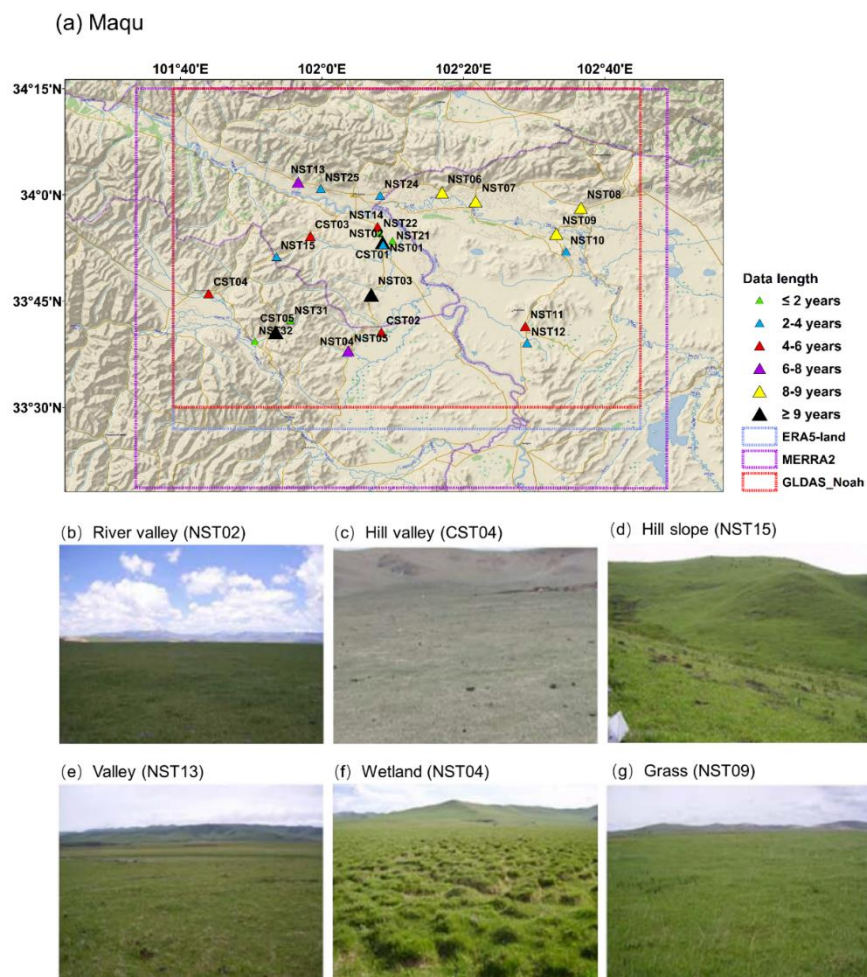 (a) Maqu
101°40'E 102°0'E 102°20'E 102°40'E
34°15'N
34°0'N
33°45'N
33°30'N
NST13
NST25
NST24
NST06
NST07
NST08
NST14
CST03
NST22
NST02
NST21
NST09
NST01
NST10
CST01
NST15
CST04
NST03
NST31
CST05
NST32
CST02
NST04
NST05
NST11
NST12
Data length
≤ 2 years
2-4 years
4-6 years
6-8 years
8-9 years
≥ 9 years
ERA5-land
MERRA2
GLDAS_Noah
(b) River valley (NST02)
(c) Hill valley (CST04)
(d) Hill slope (NST15)
(e) Valley (NST13)
(f) Wetland (NST04)
(g) Grass (NST09)